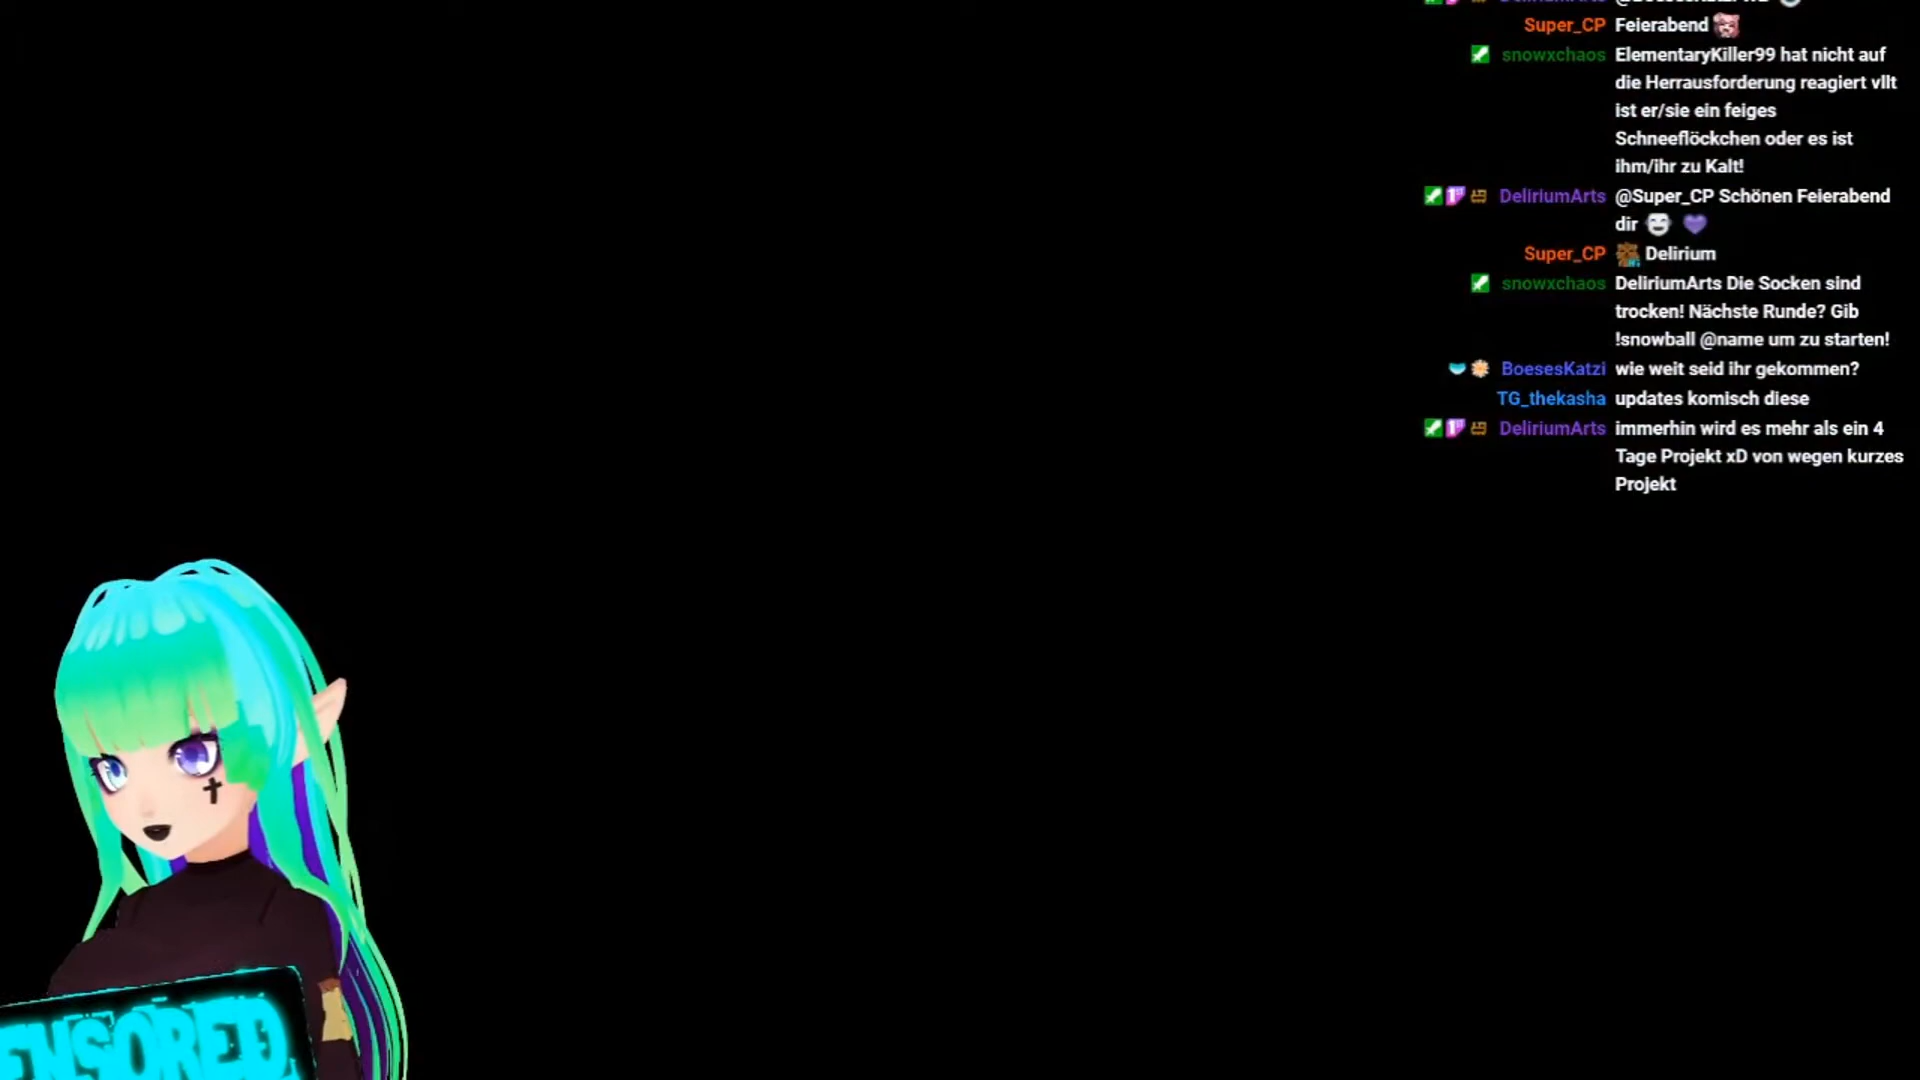 Super_CP Feierabend
snowxchaos ElementaryKiller99 hat nicht auf
die Herrausforderung reagiert vllt
ist er/sie ein feiges
Schneeflöckchen oder es ist
ihm/ihr zu Kalt!
DeliriumArts @Super_CP Schönen Feierabend
dir
Super_CP Delirium
snowxchaos DeliriumArts Die Socken sind
trocken! Nächste Runde? Gib
!snowball @name um zu starten!
BoesesKatzi wie weit seid ihr gekommen?
TG_thekasha updates komisch diese
DeliriumArts immerhin wird es mehr als ein 4
Tage Projekt xD von wegen kurzes
Projekt
ENSORED